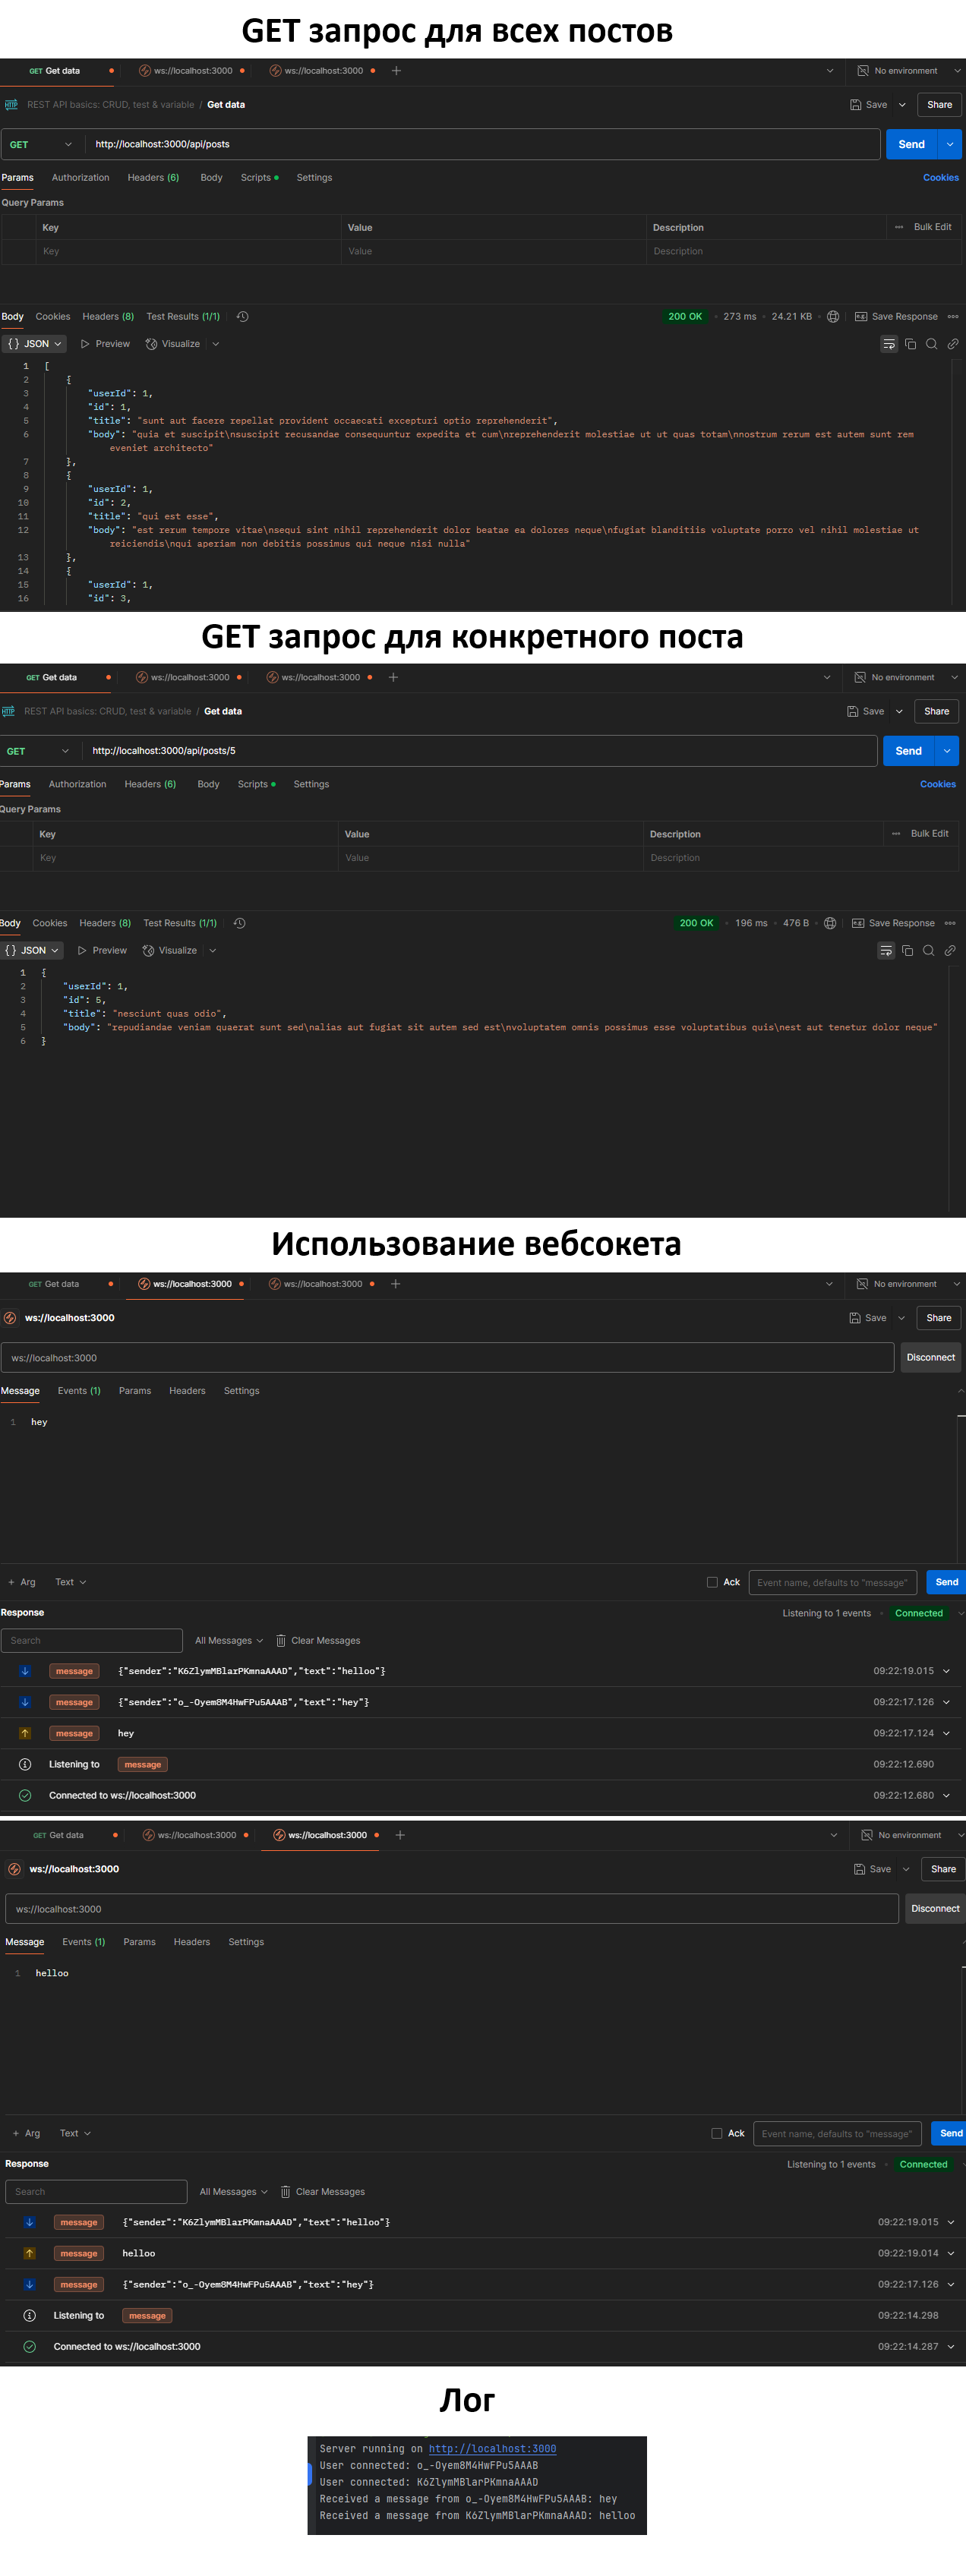 GET запрос для всех постов
GET Get data ws://localhost:3000 ws://localhost:3000 No environment
HTTP REST API basics: CRUD, test & variable / Get data Save Share
GET http://localhost:3000/api/posts Send
Params Authorization Headers (6) Body Scripts Settings Cookies
Query Params
Key Value Description Bulk Edit
Key Value Description
Body Cookies Headers (8) Test Results (1/1) 200 OK 273 ms 24.21 KB Save Response
{} JSON Preview Visualize
1 [
2 {
3 "userId": 1,
4 "id": 1,
5 "title": "sunt aut facere repellat provident occaecati excepturi optio reprehenderit",
6 "body": "quia et suscipit\nsuscipit recusandae consequuntur expedita et cum\nreprehenderit molestiae ut ut quas totam\nnostrum rerum est autem sunt rem
eveniet architecto"
7 },
8 {
9 "userId": 1,
10 "id": 2,
11 "title": "qui est esse",
12 "body": "est rerum tempore vitae\nsequi sint nihil reprehenderit dolor beatae ea dolores neque\nfugiat blanditiis voluptate porro vel nihil molestiae ut
reiciendis\nqui aperiam non debitis possimus qui neque nisi nulla"
13 },
14 {
15 "userId": 1,
16 "id": 3,
GET запрос для конкретного поста
GET Get data ws://localhost:3000 ws://localhost:3000 No environment
HTTP REST API basics: CRUD, test & variable / Get data Save Share
GET http://localhost:3000/api/posts/5 Send
Params Authorization Headers (6) Body Scripts Settings Cookies
Query Params
Key Value Description Bulk Edit
Key Value Description
Body Cookies Headers (8) Test Results (1/1) 200 OK 196 ms 476 B Save Response
{} JSON Preview Visualize
1 {
2 "userId": 1,
3 "id": 5,
4 "title": "nesciunt quas odio",
5 "body": "repudiandae veniam quaerat sunt sed\nalias aut fugiat sit autem sed est\nvoluptatem omnis possimus esse voluptatibus quis\nest aut tenetur dolor neque"
6 }
Использование вебсокета
GET Get data ws://localhost:3000 ws://localhost:3000 No environment
ws://localhost:3000 Save Share
ws://localhost:3000 Disconnect
Message Events (1) Params Headers Settings
1 hey
+ Arg Text Ack Event name, defaults to "message" Send
Response Listening to 1 events Connected
Search All Messages Clear Messages
message {"sender":"K6ZlymMBlarPKmnaAAAD","text":"helloo"} 09:22:19.015
message {"sender":"o_-Oyem8M4HwFPu5AAAB","text":"hey"} 09:22:17.126
message hey 09:22:17.124
Listening to message 09:22:12.690
Connected to ws://localhost:3000 09:22:12.680
GET Get data ws://localhost:3000 ws://localhost:3000 No environment
ws://localhost:3000 Save Share
ws://localhost:3000 Disconnect
Message Events (1) Params Headers Settings
1 helloo
+ Arg Text Ack Event name, defaults to "message" Send
Response Listening to 1 events Connected
Search All Messages Clear Messages
message {"sender":"K6ZlymMBlarPKmnaAAAD","text":"helloo"} 09:22:19.015
message helloo 09:22:19.014
message {"sender":"o_-Oyem8M4HwFPu5AAAB","text":"hey"} 09:22:17.126
Listening to message 09:22:14.298
Connected to ws://localhost:3000 09:22:14.287
Лог
Server running on http://localhost:3000
User connected: o_-Oyem8M4HwFPu5AAAB
User connected: K6ZlymMBlarPKmnaAAAD
Received a message from o_-Oyem8M4HwFPu5AAAB: hey
Received a message from K6ZlymMBlarPKmnaAAAD: helloo